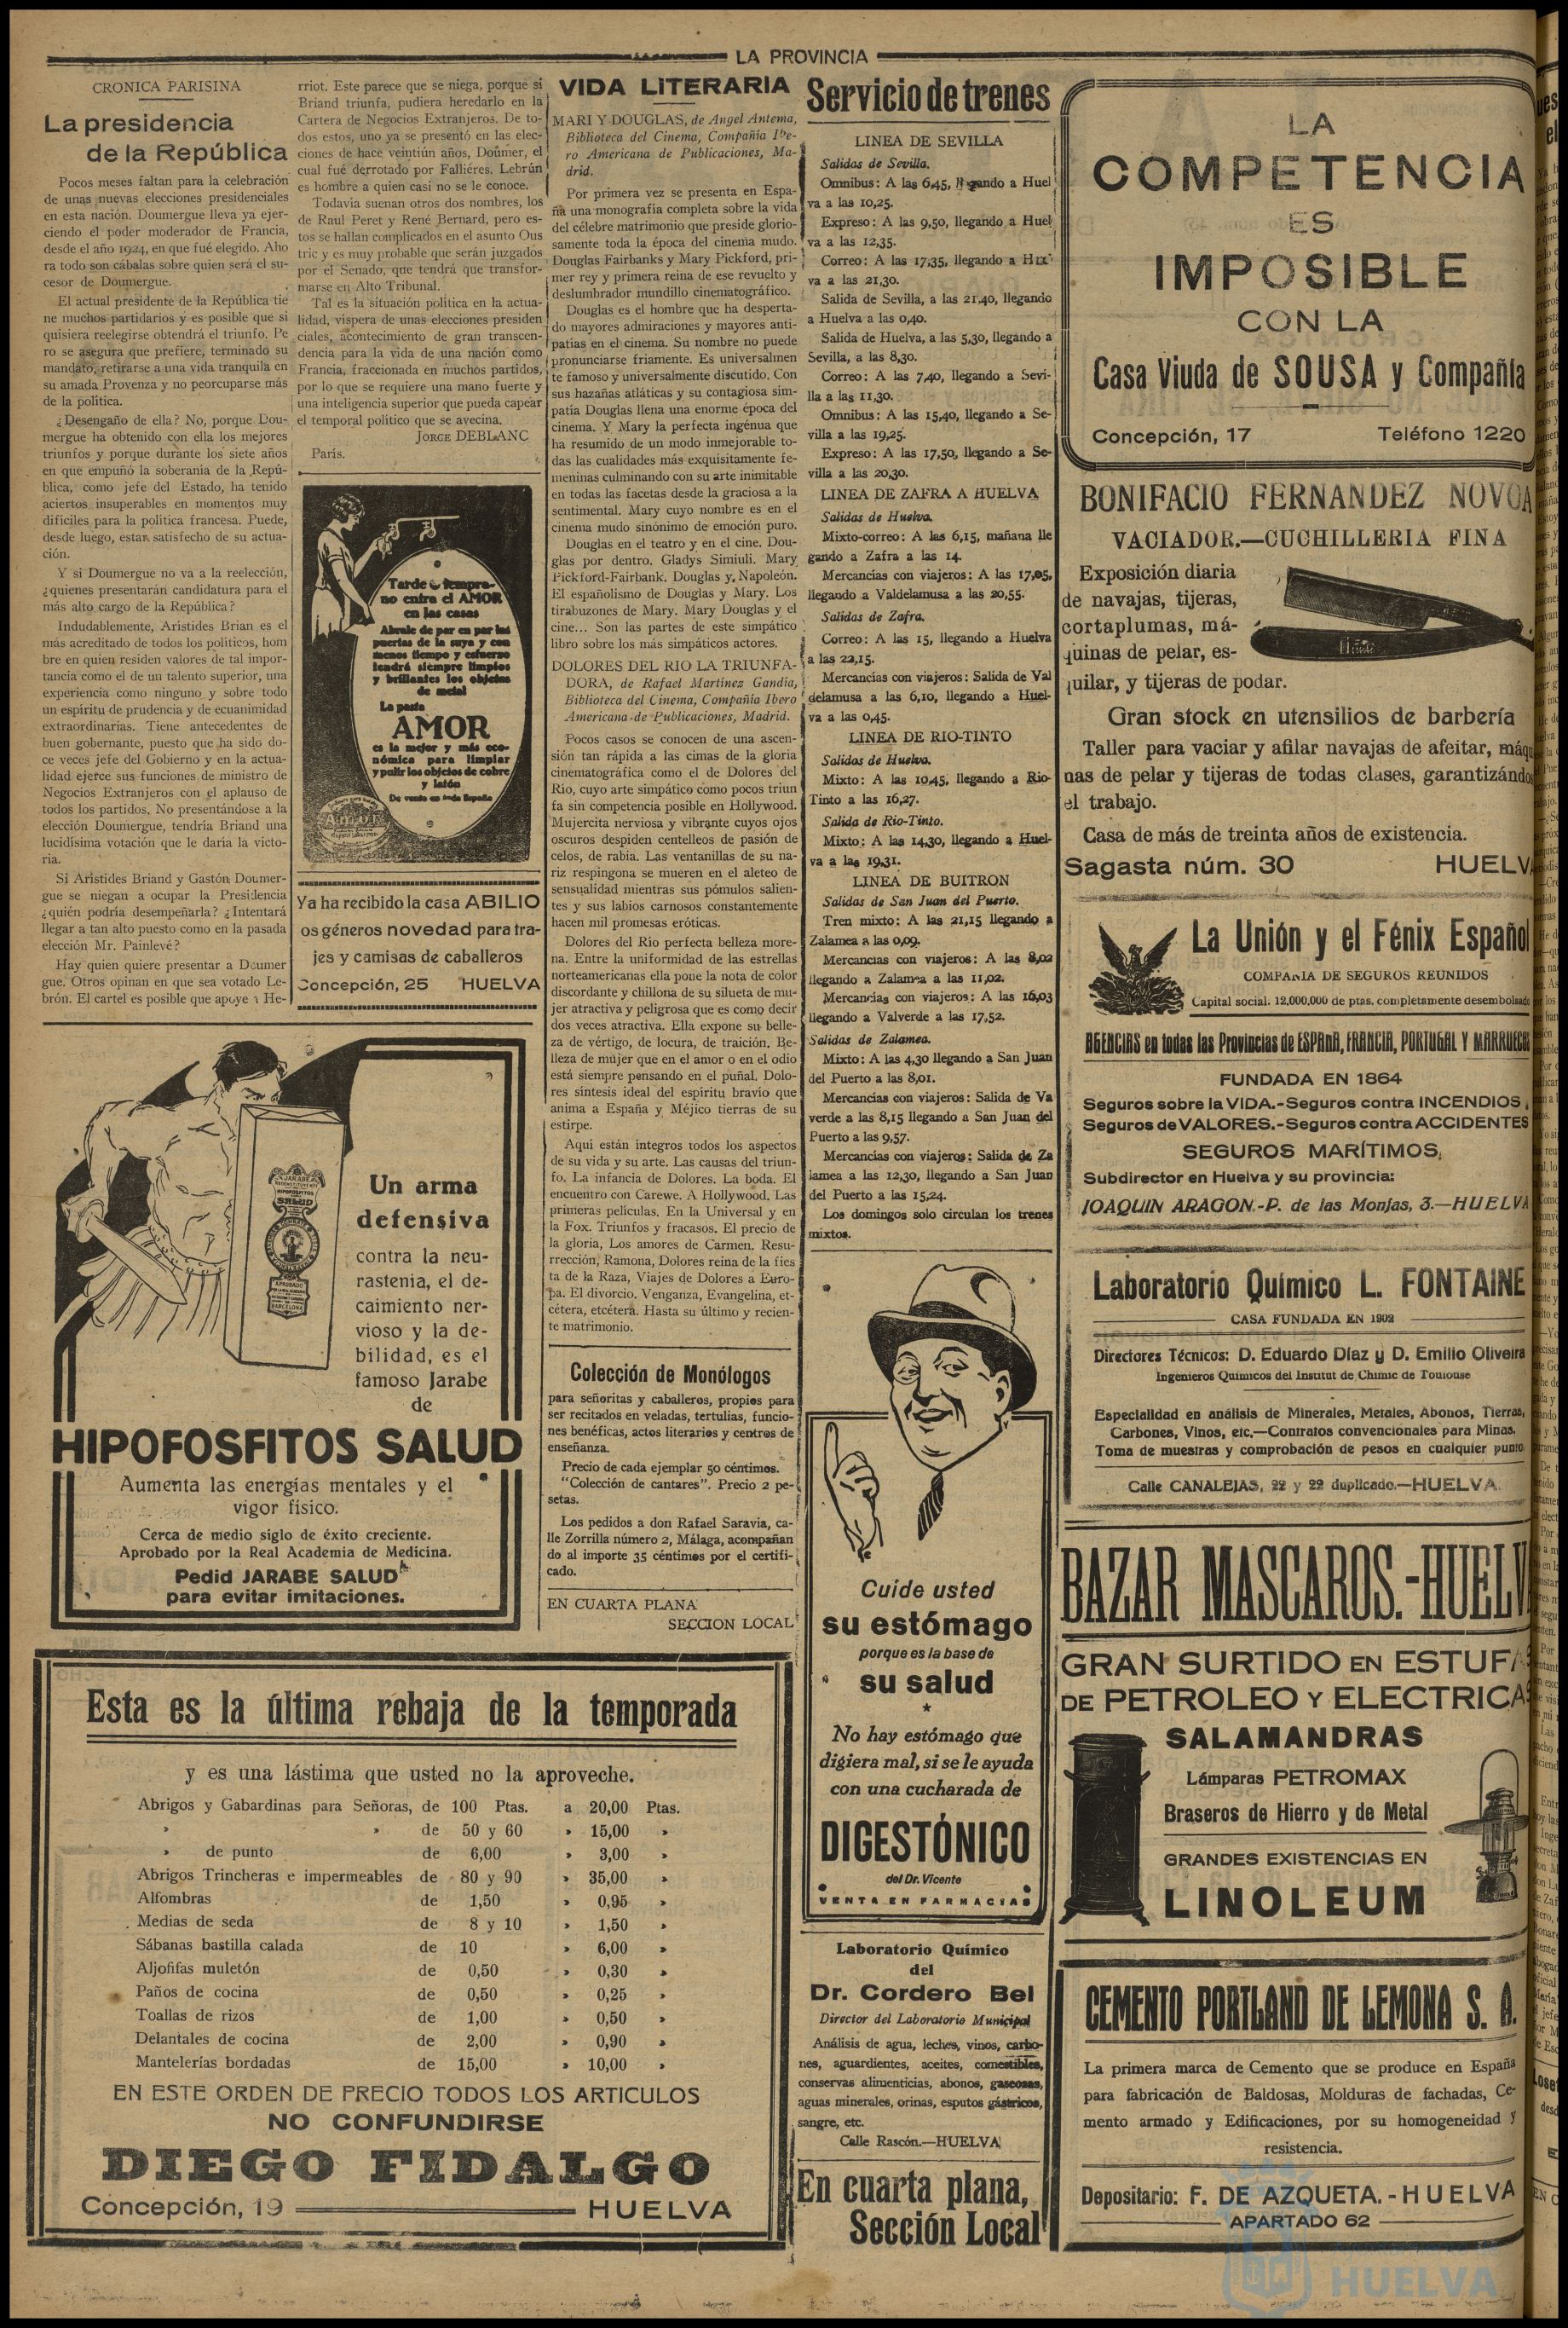 LA PROVINCIA
CRONICA PARISINA
La presidencia
de la República
Pocos meses faltan para la celebración
de unas nuevas elecciones presidenciales
en esta nación. Doumergue lleva ya ejer-
ciendo el poder moderador de Francia,
desde el año 1924, en que fué elegido. Aho
ra todo son cábalas sobre quien será el su-
cesor de Doumergue.
El actual presidente de la República tie
ne muchos partidarios y es posible que si
quisiera reelegirse obtendrá el triunfo. Pe
ro se asegura que prefiere, terminado su
mandato, retirarse a una vida tranquila en
su amada Provenza y no peorcuparse más
de la política.
¿Desengaño de ella? No, porque Dou-
mergue ha obtenido con ella los mejores
triunfos y porque durante los siete años
en que empuñó la soberanía de la Repú-
blica, como jefe del Estado, ha tenido
aciertos insuperables en momentos muy
difíciles para la política francesa. Puede,
desde luego, estar satisfecho de su actua-
ción.
Y si Doumergue no va a la reelección,
¿quienes presentarán candidatura para el
más alto cargo de la República?
Indudablemente, Aristides Brian es el
más acreditado de todos los políticos, hom
bre en quien residen valores de tal impor-
tancia como el de un talento superior, una
experiencia como ninguno y sobre todo
un espíritu de prudencia y de ecuanimidad
extraordinarias. Tiene antecedentes de
buen gobernante, puesto que ha sido do-
ce veces jefe del Gobierno y en la actua-
lidad ejerce sus funciones de ministro de
Negocios Extranjeros con el aplauso de
todos los partidos. No presentándose a la
elección Doumergue, tendría Briand una
lucidísima votación que le daría la victo-
ria.
Si Aristides Briand y Gastón Doumer-
gue se niegan a ocupar la Presidencia
¿quién podría desempeñarla? ¿Intentará
llegar a tan alto puesto como en la pasada
elección Mr. Painlevé?
Hay quien quiere presentar a Doumer
gue. Otros opinan en que sea votado Le-
brón. El cartel es posible que apoye a He-
rriot. Este parece que se niega, porque si
Briand triunfa, pudiera heredarlo en la
Cartera de Negocios Extranjeros. De to-
dos estos, uno ya se presentó en las elec-
ciones de hace veintiún años, Doumer, el
cual fué derrotado por Falliéres. Lebrún
es hombre a quien casi no se le conoce.
Todavía suenan otros dos nombres, los
de Raul Peret y René Bernard, pero es-
tos se hallan complicados en el asunto Ous
tric y es muy probable que serán juzgados
por el Senado, que tendrá que transfor-
marse en Alto Tribunal.
Tal es la situación política en la actua-
lidad, víspera de unas elecciones presiden
ciales, acontecimiento de gran transcen-
dencia para la vida de una nación como
Francia, fraccionada en muchos partidos,
por lo que se requiere una mano fuerte y
una inteligencia superior que pueda capear
el temporal político que se avecina.
JORGE DEBLANC
París.
Tarde o tempra-
no entra el AMOR
en las casas
Abrale de par en par las
puertas de la suya y con
menos tiempo y esfuerzo
tendrá siempre limpios
y brillantes los objetos
de metal
La pasta
AMOR
es la mejor y más eco-
nómica para limpiar
y pulir los objetos de cobre
y latón
De venta en toda España
Amor
Ya ha recibido la casa ABILIO
os géneros novedad para tra-
jes y camisas de caballeros
Concepción, 25 HUELVA
JARABE
HIPOFOSFITOS
SALUD
APROBADO
BARCELONA
Un arma
defensiva
contra la neu-
rastenia, el de-
caimiento ner-
vioso y la de-
bilidad, es el
famoso Jarabe
de
HIPOFOSFITOS SALUD
Aumenta las energías mentales y el
vigor físico.
Cerca de medio siglo de éxito creciente.
Aprobado por la Real Academia de Medicina.
Pedid JARABE SALUD
para evitar imitaciones.
VIDA LITERARIA
MARI Y DOUGLAS, de Angel Antema,
Biblioteca del Cinema, Compañía Ibe-
ro Americana de Publicaciones, Ma-
drid.
Por primera vez se presenta en Espa-
ña una monografía completa sobre la vida
del célebre matrimonio que preside glorio-
samente toda la época del cinema mudo.
Douglas Fairbanks y Mary Pickford, pri-
mer rey y primera reina de ese revuelto y
deslumbrador mundillo cinematográfico.
Douglas es el hombre que ha desperta-
do mayores admiraciones y mayores anti-
patías en el cinema. Su nombre no puede
pronunciarse friamente. Es universalmen
te famoso y universalmente discutido. Con
sus hazañas atláticas y su contagiosa sim-
patía Douglas llena una enorme época del
cinema. Y Mary la perfecta ingénua que
ha resumido de un modo inmejorable to-
das las cualidades más exquisitamente fe-
meninas culminando con su arte inimitable
en todas las facetas desde la graciosa a la
sentimental. Mary cuyo nombre es en el
cinema mudo sinónimo de emoción puro.
Douglas en el teatro y en el cine. Dou-
glas por dentro. Gladys Simiuli. Mary
Pickford-Fairbank. Douglas y Napoleón.
El españolismo de Douglas y Mary. Los
tirabuzones de Mary. Mary Douglas y el
cine... Son las partes de este simpático
libro sobre los más simpáticos actores.
DOLORES DEL RIO LA TRIUNFA-
DORA, de Rafael Martínez Gandía,
Biblioteca del Cinema, Compañía Ibero
Americana de Publicaciones, Madrid.
Pocos casos se conocen de una ascen-
sión tan rápida a las cimas de la gloria
cinematográfica como el de Dolores del
Río, cuyo arte simpático como pocos triun
fa sin competencia posible en Hollywood.
Mujercita nerviosa y vibrante cuyos ojos
oscuros despiden centelleos de pasión de
celos, de rabia. Las ventanillas de su na-
riz respingona se mueren en el aleteo de
sensualidad mientras sus pómulos salien-
tes y sus labios carnosos constantemente
hacen mil promesas eróticas.
Dolores del Río perfecta belleza more-
na. Entre la uniformidad de las estrellas
norteamericanas ella pone la nota de color
discordante y chillona de su silueta de mu-
jer atractiva y peligrosa que es como decir
dos veces atractiva. Ella expone su belle-
za de vértigo, de locura, de traición. Be-
lleza de mujer que en el amor o en el odio
está siempre pensando en el puñal. Dolo-
res síntesis ideal del espíritu bravío que
anima a España y Méjico tierras de su
estirpe.
Aquí están integros todos los aspectos
de su vida y su arte. Las causas del triun-
fo. La infancia de Dolores. La boda. El
encuentro con Carewe. A Hollywood. Las
primeras películas. En la Universal y en
la Fox. Triunfos y fracasos. El precio de
la gloria, Los amores de Carmen. Resu-
rrección, Ramona, Dolores reina de la fies
ta de la Raza, Viajes de Dolores a Euro-
pa. El divorcio. Venganza, Evangelina, et-
cétera, etcétera. Hasta su último y recien-
te matrimonio.
Colección de Monólogos
para señoritas y caballeros, propios para
ser recitados en veladas, tertulias, funcio-
nes benéficas, actos literarios y centros de
enseñanza.
Precio de cada ejemplar 50 céntimos.
"Colección de cantares". Precio 2 pe-
setas.
Los pedidos a don Rafael Saravia, ca-
lle Zorrilla número 2, Málaga, acompañan
do al importe 35 céntimos por el certifi-
cado.
EN CUARTA PLANA
SECCION LOCAL
Esta es la última rebaja de la temporada
y es una lástima que usted no la aproveche.
Abrigos y Gabardinas para Señoras, de 100 Ptas. a 20,00 Ptas.
» » de 50 y 60 » 15,00 »
» de punto de 6,00 » 3,00 »
Abrigos Trincheras e impermeables de 80 y 90 » 35,00 »
Alfombras de 1,50 » 0,95 »
Medias de seda de 8 y 10 » 1,50 »
Sábanas bastilla calada de 10 » 6,00 »
Aljofifas muletón de 0,50 » 0,30 »
Paños de cocina de 0,50 » 0,25 »
Toallas de rizos de 1,00 » 0,50 »
Delantales de cocina de 2,00 » 0,90 »
Mantelerías bordadas de 15,00 » 10,00 »
EN ESTE ORDEN DE PRECIO TODOS LOS ARTICULOS
NO CONFUNDIRSE
DIEGO FIDALGO
Concepción, 19 HUELVA
Servicio de trenes
LINEA DE SEVILLA
Salidas de Sevilla.
Omnibus: A las 6,45, llegando a Huel
va a las 10,25.
Expreso: A las 9,50, llegando a Huel
va a las 12,35.
Correo: A las 17,35, llegando a
va a las 21,30.
Salida de Sevilla, a las 21,40, llegando
a Huelva a las 0,40.
Salida de Huelva, a las 5,30, llegando a
Sevilla, a las 8,30.
Correo: A las 7,40, llegando a Sevi-
lla a las 11,30.
Omnibus: A las 15,40, llegando a Se-
villa a las 19,25.
Expreso: A las 17,50, llegando a Se-
villa a las 20,30.
LINEA DE ZAFRA A HUELVA
Salidas de Huelva.
Mixto-correo: A las 6,15, mañana lle
gando a Zafra a las 14.
Mercancías con viajeros: A las 17,05,
llegando a Valdelamusa a las 20,55.
Salidas de Zafra.
Correo: A las 15, llegando a Huelva
a las 22,15.
Mercancías con viajeros: Salida de Val
delamusa a las 6,10, llegando a Huel-
va a las 0,45.
LINEA DE RIO-TINTO
Salidas de Huelva.
Mixto: A las 10,45, llegando a Rio-
Tinto a las 16,27.
Salida de Rio-Tinto.
Mixto: A las 14,30, llegando a Huel-
va a las 19,31.
LINEA DE BUITRON
Salidas de San Juan del Puerto.
Tren mixto: A las 21,15 llegando a
Zalamea a las 0,09.
Mercancías con viajeros: A las 8,02
llegando a Zalamea a las 11,02.
Mercancías con viajeros: A las 16,03
llegando a Valverde a las 17,52.
Salidas de Zalamea.
Mixto: A las 4,30 llegando a San Juan
del Puerto a las 8,01.
Mercancías con viajeros: Salida de Va
verde a las 8,15 llegando a San Juan del
Puerto a las 9,57.
Mercancías con viajeros: Salida de Za
lamea a las 12,30, llegando a San Juan
del Puerto a las 15,24.
Los domingos solo circulan los trenes
mixtos.
Cuide usted
su estómago
porque es la base de
su salud
No hay estómago que
digiera mal, si se le ayuda
con una cucharada de
DIGESTÓNICO
del Dr. Vicente
VENTA EN FARMACIAS
Laboratorio Químico
del
Dr. Cordero Bel
Director del Laboratorio Municipal
Análisis de agua, leches, vinos, carbo-
nes, aguardientes, aceites, comestibles,
conservas alimenticias, abonos, gaseosas,
aguas minerales, orinas, esputos gástricos,
sangre, etc.
Calle Rascón.—HUELVA
En cuarta plana,
Sección Local
LA
COMPETENCIA
ES
IMPOSIBLE
CON LA
Casa Viuda de SOUSA y Compañía
Concepción, 17 Teléfono 1220
BONIFACIO FERNANDEZ NOVOA
VACIADOR.—CUCHILLERIA FINA
Exposición diaria
de navajas, tijeras,
cortaplumas, má-
quinas de pelar, es-
quilar, y tijeras de podar.
Gran stock en utensilios de barbería
Taller para vaciar y afilar navajas de afeitar, máqu
nas de pelar y tijeras de todas clases, garantizándos
el trabajo.
Casa de más de treinta años de existencia.
Sagasta núm. 30 HUELV
La Unión y el Fénix Español
COMPAÑIA DE SEGUROS REUNIDOS
Capital social: 12.000,000 de ptas. completamente desembolsado
AGENCIAS en todas las Provincias de ESPAÑA, FRANCIA, PORTUGAL Y MARRUECOS
FUNDADA EN 1864
Seguros sobre la VIDA.-Seguros contra INCENDIOS
Seguros de VALORES.-Seguros contra ACCIDENTES
SEGUROS MARÍTIMOS
Subdirector en Huelva y su provincia:
JOAQUIN ARAGON.-P. de las Monjas, 3.—HUELVA
Laboratorio Químico L. FONTAINE
CASA FUNDADA EN 1902
Directores Técnicos: D. Eduardo Díaz y D. Emilio Oliveira
Ingenieros Químicos del Institut de Chimie de Toulouse
Especialidad en análisis de Minerales, Metales, Abonos, Tierras,
Carbones, Vinos, etc.—Contratos convencionales para Minas.
Toma de muestras y comprobación de pesos en cualquier punto
Calle CANALEJAS, 22 y 22 duplicado.—HUELVA.
BAZAR MASCAROS.-HUELV
GRAN SURTIDO EN ESTUFA
DE PETROLEO Y ELECTRICAS
SALAMANDRAS
Lámparas PETROMAX
Braseros de Hierro y de Metal
GRANDES EXISTENCIAS EN
LINOLEUM
CEMENTO PORTLAND DE LEMONA S. A.
La primera marca de Cemento que se produce en España
para fabricación de Baldosas, Molduras de fachadas, Ce-
mento armado y Edificaciones, por su homogeneidad y
resistencia.
Depositario: F. DE AZQUETA.-HUELVA
APARTADO 62
HUELVA